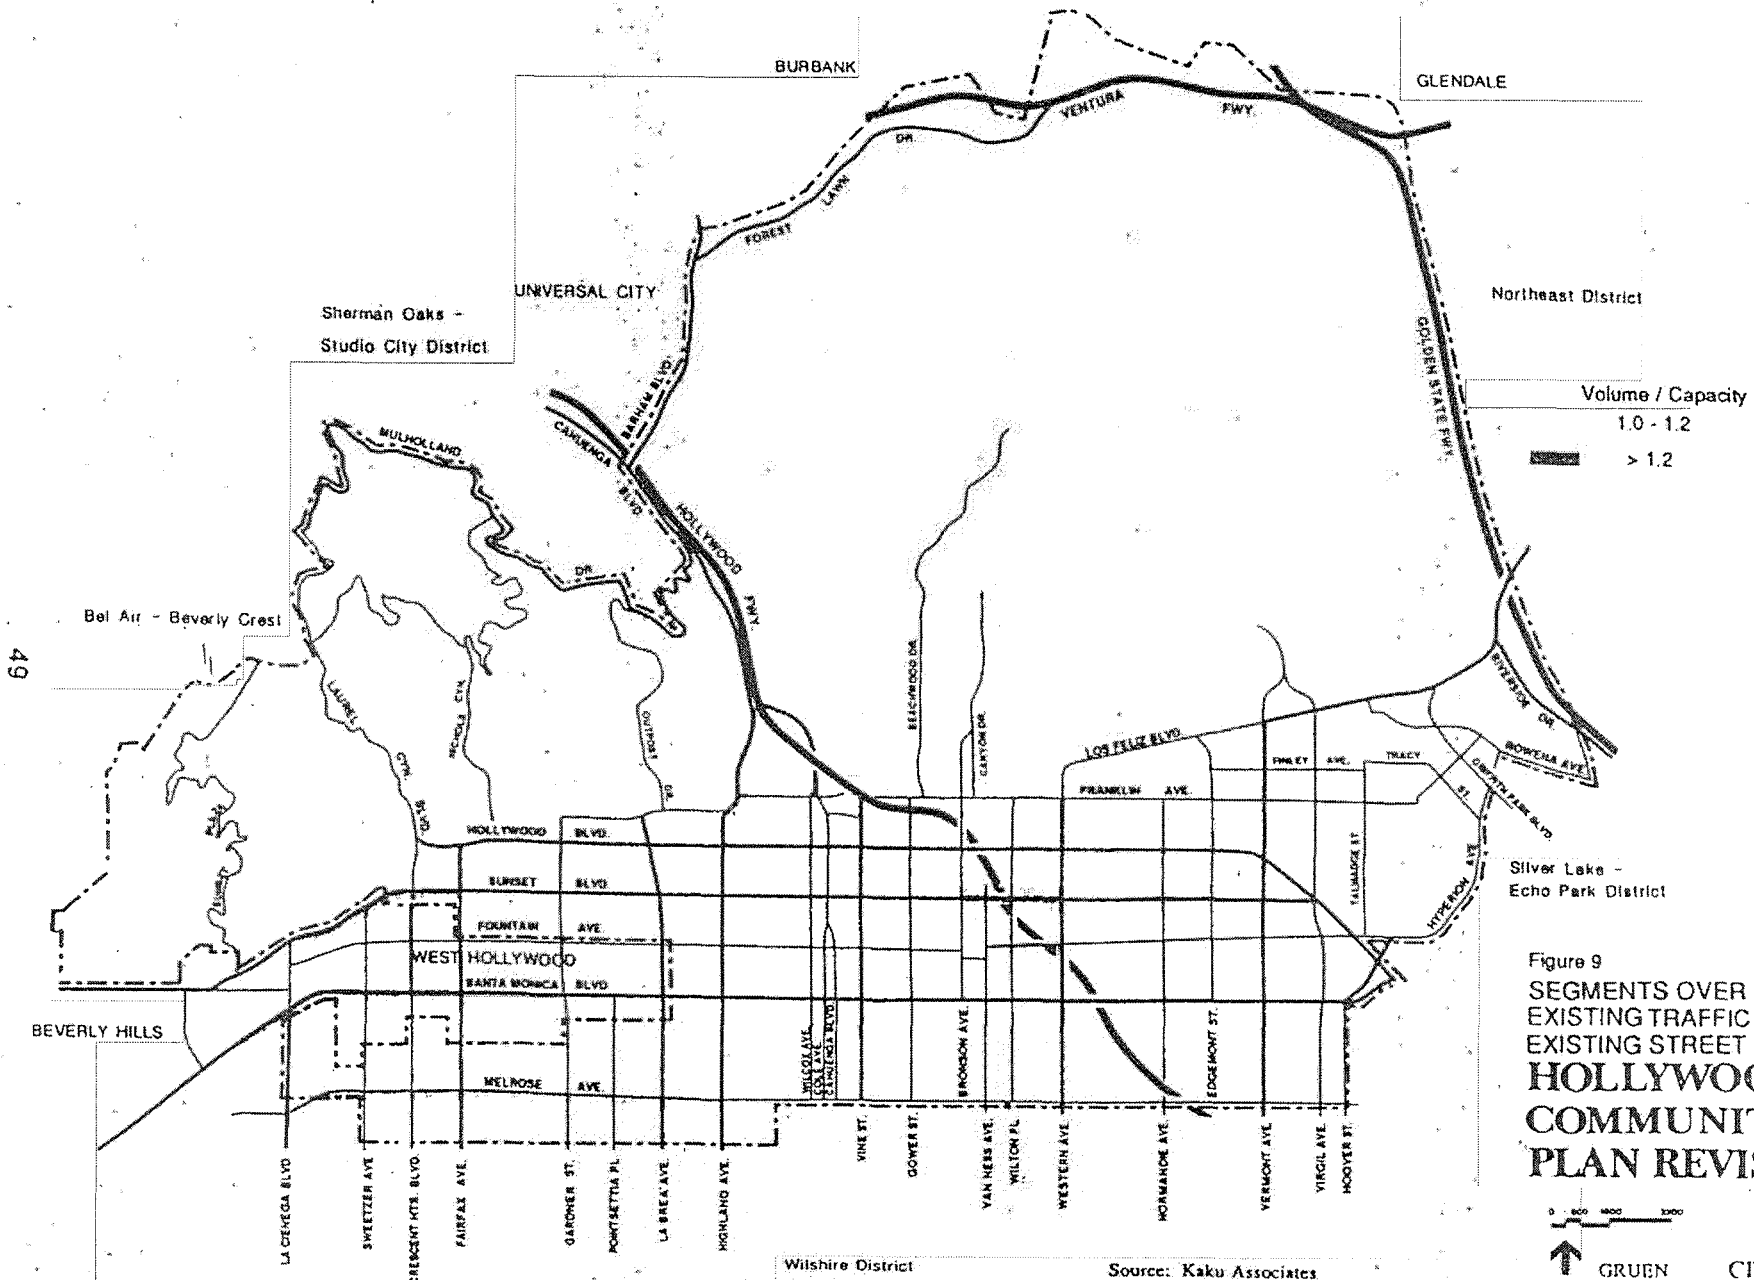 BURBANK
GLENDALE
VENTURA FWY.
FOREST LAWN DR.
UNIVERSAL CITY
Sherman Oaks -
Studio City District
Northeast District
GOLDEN STATE FWY.
Volume / Capacity
1.0 - 1.2
> 1.2
BARHAM BLVD.
CAHUENGA BLVD.
MULHOLLAND DR.
HOLLYWOOD FWY.
Bel Air - Beverly Crest
49
LAUREL CYN. BLVD.
NICHOLS CYN.
OUTPOST DR.
BEACHWOOD DR.
CANYON DR.
LOS FELIZ BLVD.
RIVERSIDE DR.
ROWENA AVE.
GRIFFITH PARK BLVD.
FINLEY AVE.
TRACY ST.
FRANKLIN AVE.
HOLLYWOOD BLVD.
SUNSET BLVD.
FOUNTAIN AVE.
WEST HOLLYWOOD
SANTA MONICA BLVD
MELROSE AVE.
TALMADGE ST
HYPERION AVE
Silver Lake -
Echo Park District
BEVERLY HILLS
WILCOX AVE.
COLE AVE.
CAHUENGA BLVD.
BRONSON AVE.
EDGEMONT ST.
LA CIENEGA BLVD
SWEETZER AVE
CRESCENT HTS. BLVD.
FAIRFAX AVE.
GARDNER ST.
POINTSETTIA PL
LA BREA AVE.
HIGHLAND AVE.
VINE ST.
GOWER ST.
VAN NESS AVE.
WILTON PL.
WESTERN AVE.
NORMANDIE AVE.
VERMONT AVE.
VIRGIL AVE.
HOOVER ST.
Figure 9
SEGMENTS OVER
EXISTING TRAFFIC
EXISTING STREET
HOLLYWOO
COMMUNIT
PLAN REVIS
GRUEN
Wilshire District
Source: Kaku Associates